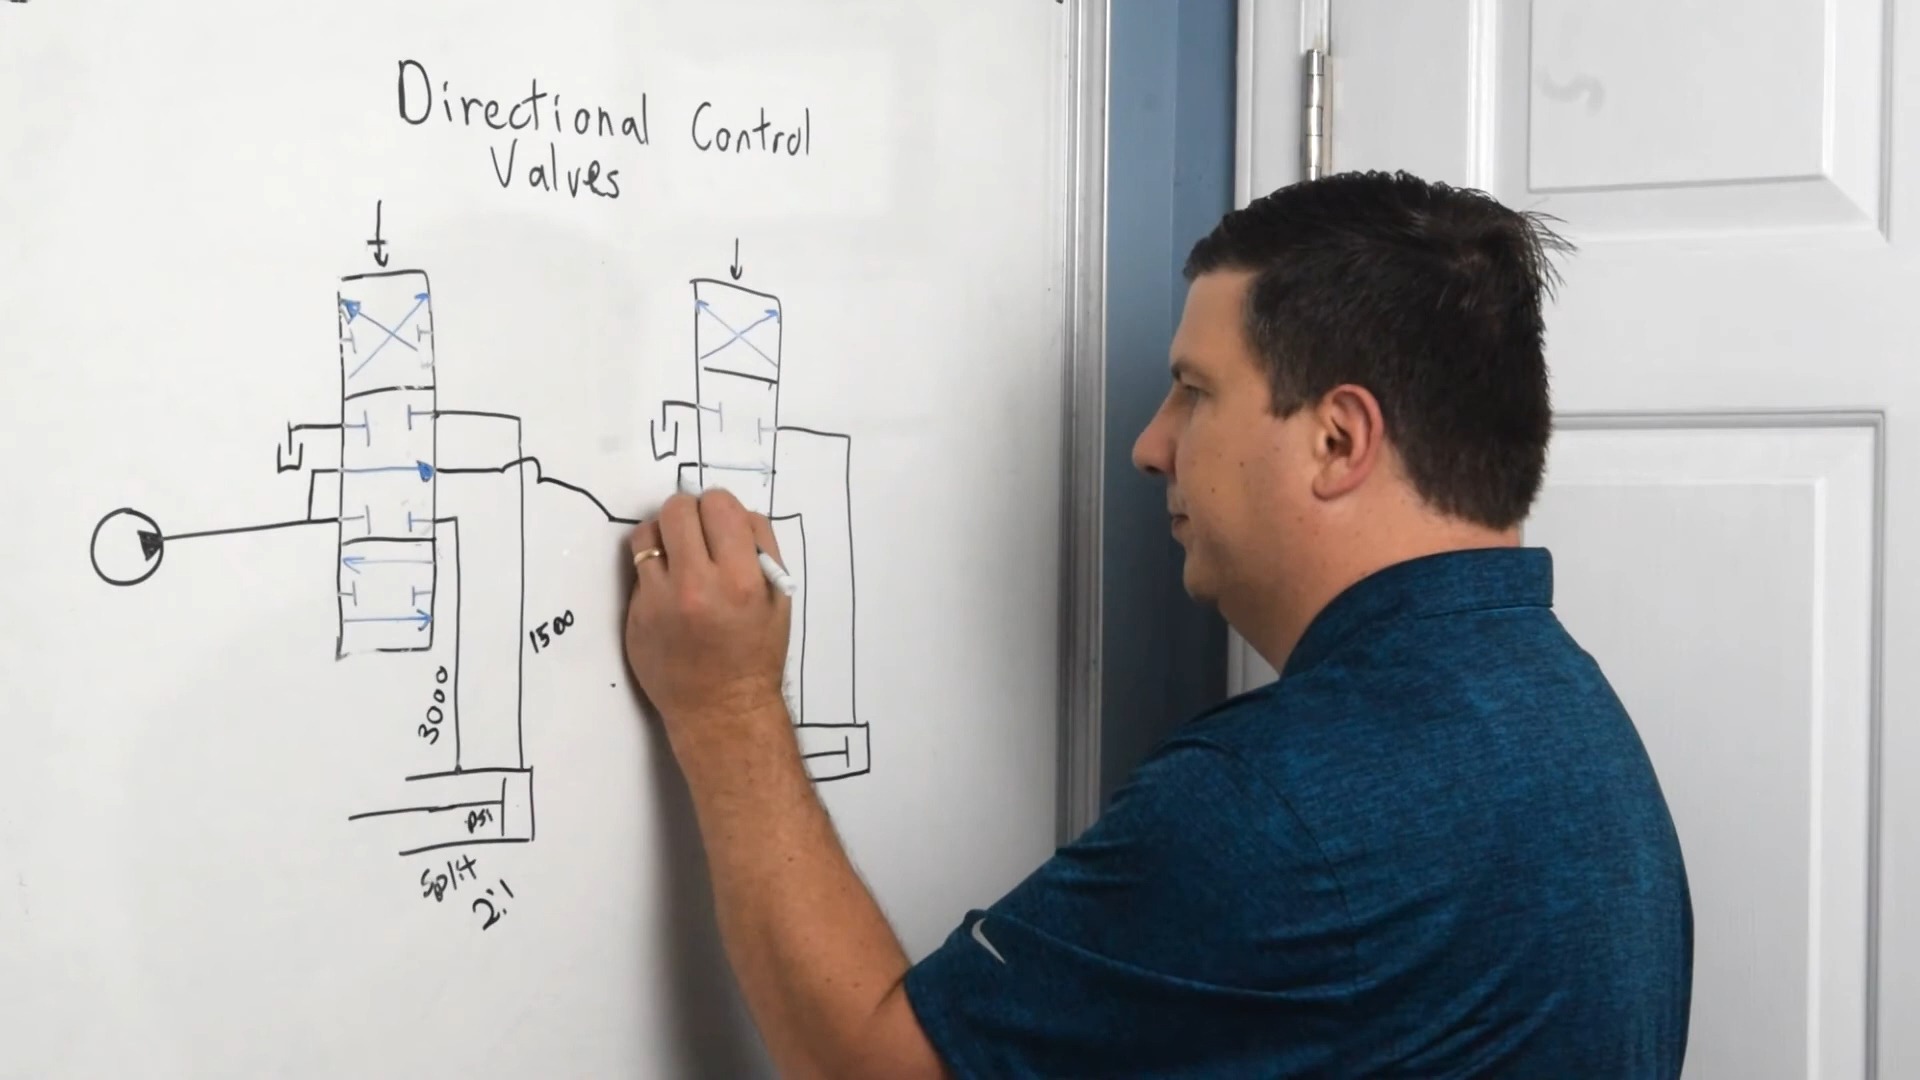 Directional Control
Valves
1500
3000
psi
Split
2:1